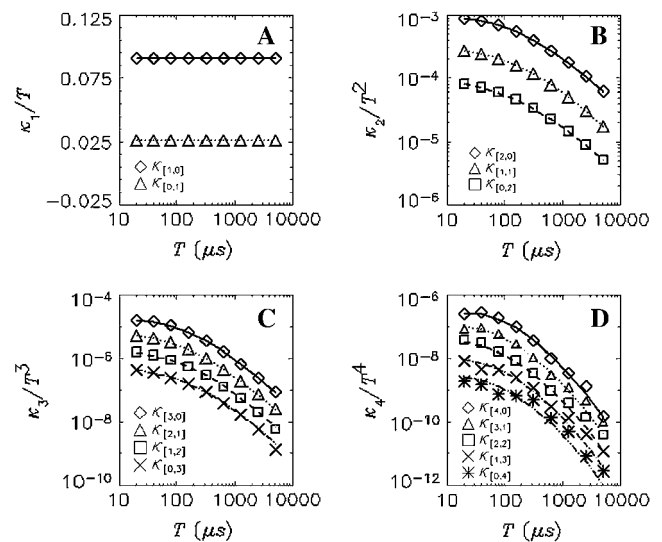 A
0.125
0.075
0.025
-0.025
κ1/T
κ[1,0]
κ[0,1]
10 100 1000 10000
T (μs)
B
10-3
10-4
10-5
10-6
κ2/T2
κ[2,0]
κ[1,1]
κ[0,2]
10 100 1000 10000
T (μs)
C
10-4
10-6
10-8
10-10
κ3/T3
κ[3,0]
κ[2,1]
κ[1,2]
κ[0,3]
10 100 1000 10000
T (μs)
D
10-6
10-8
10-10
10-12
κ4/T4
κ[4,0]
κ[3,1]
κ[2,2]
κ[1,3]
κ[0,4]
10 100 1000 10000
T (μs)